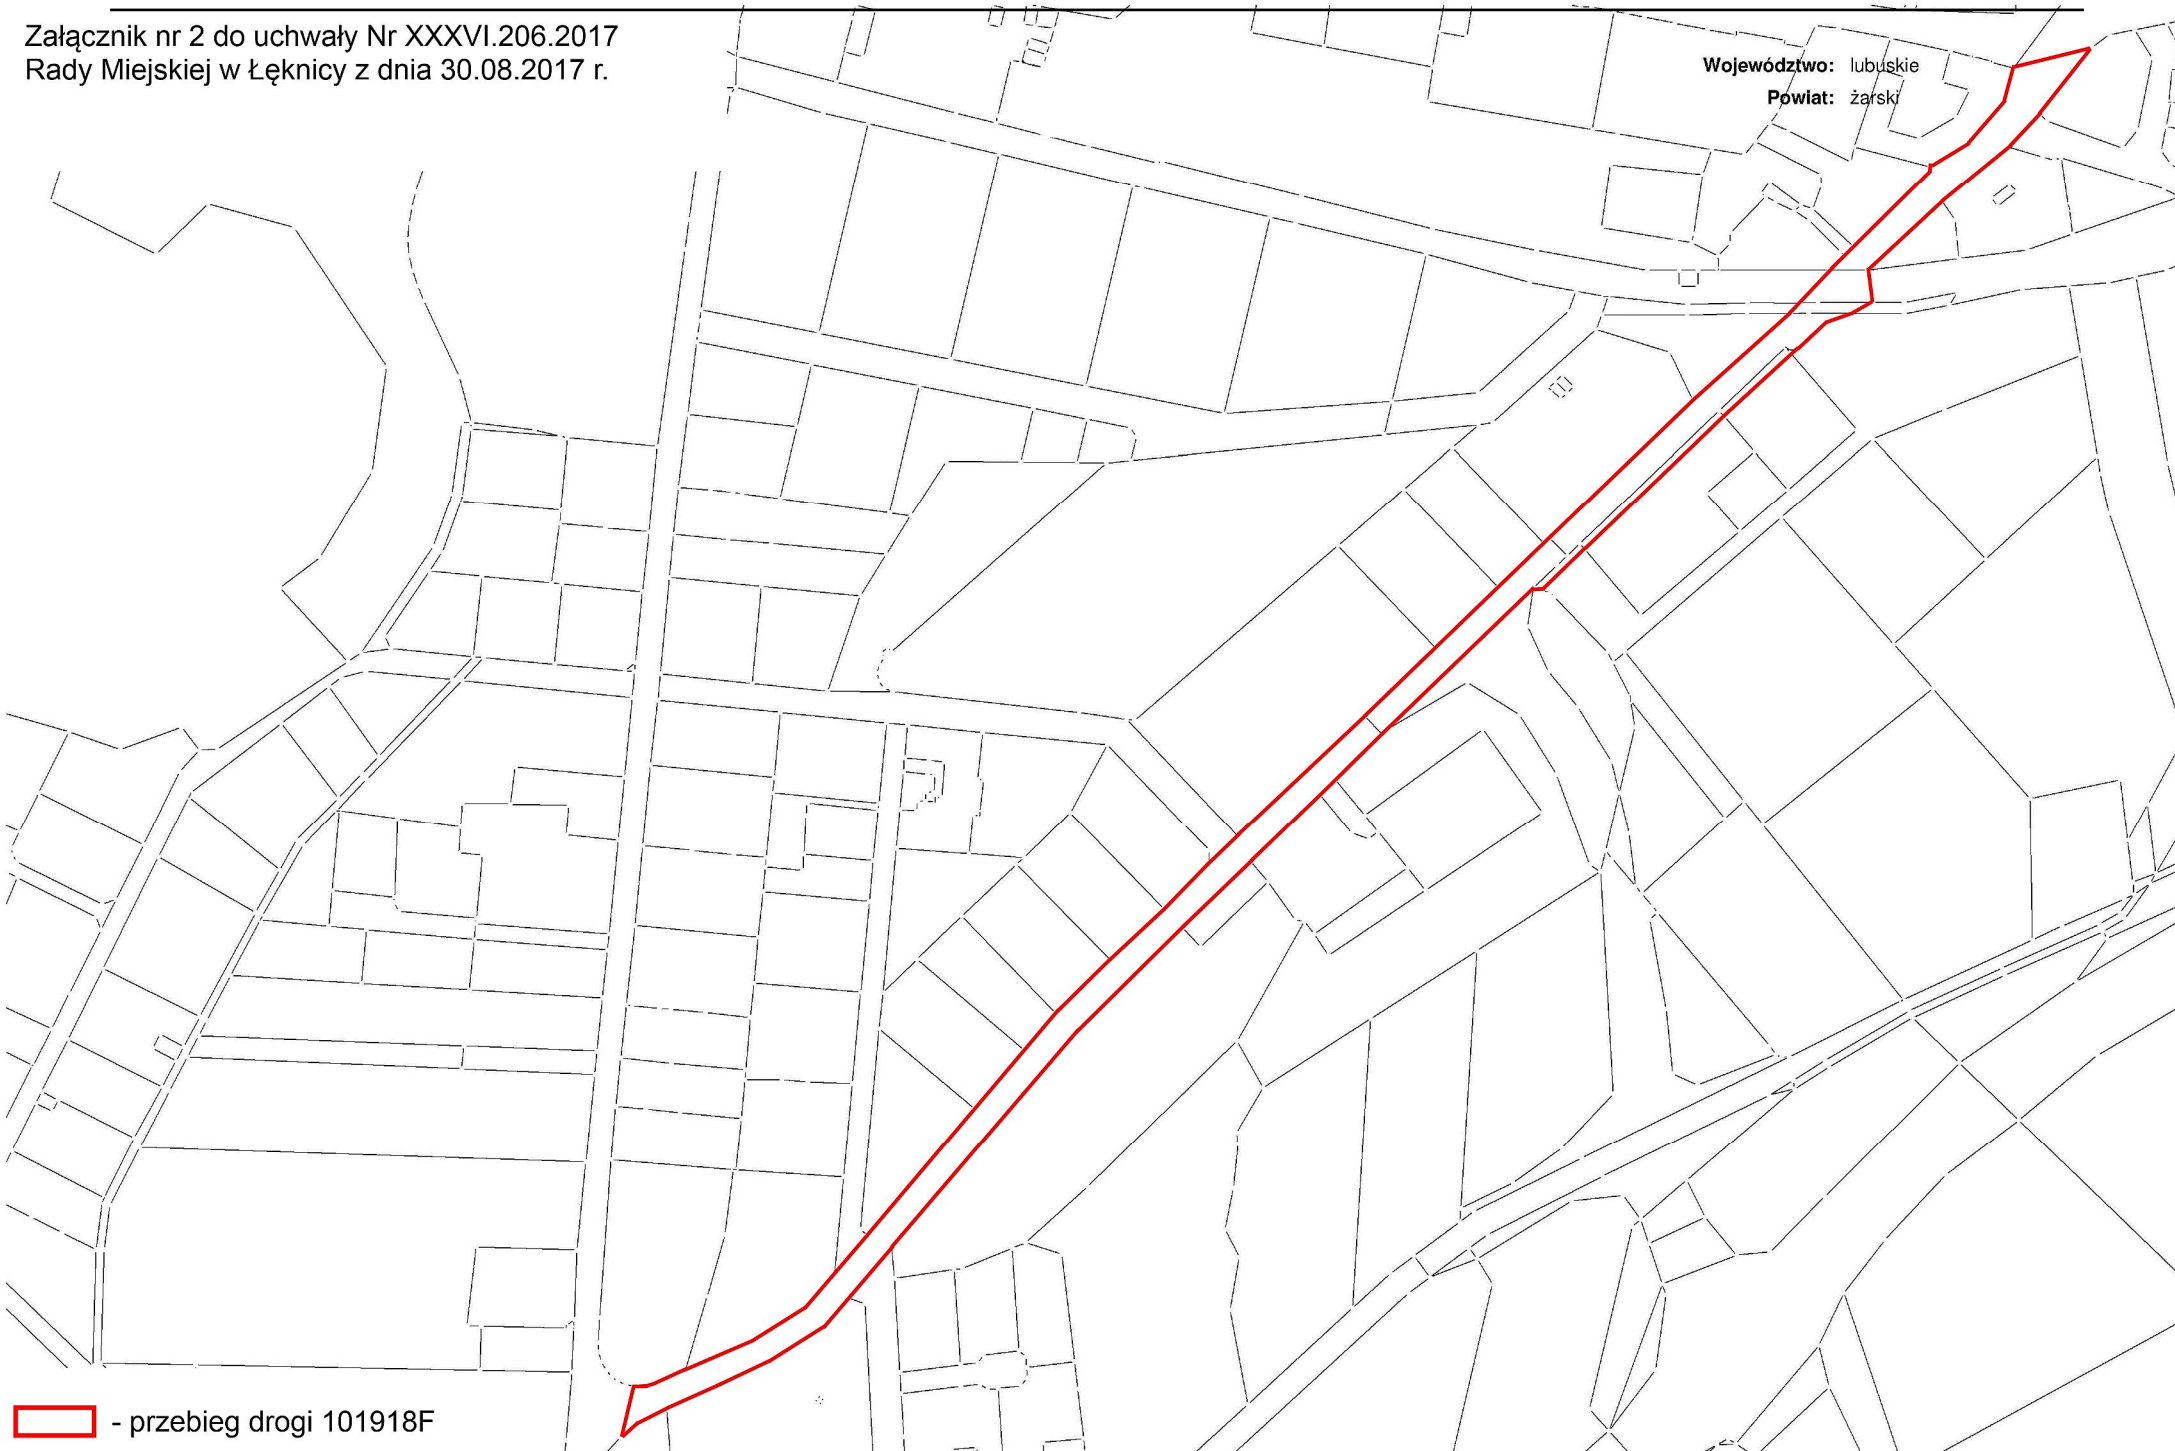 Załącznik nr 2 do uchwały Nr XXXVI.206.2017
Rady Miejskiej w Łęknicy z dnia 30.08.2017 r.
Województwo: lubuskie
Powiat: żarski
- przebieg drogi 101918F